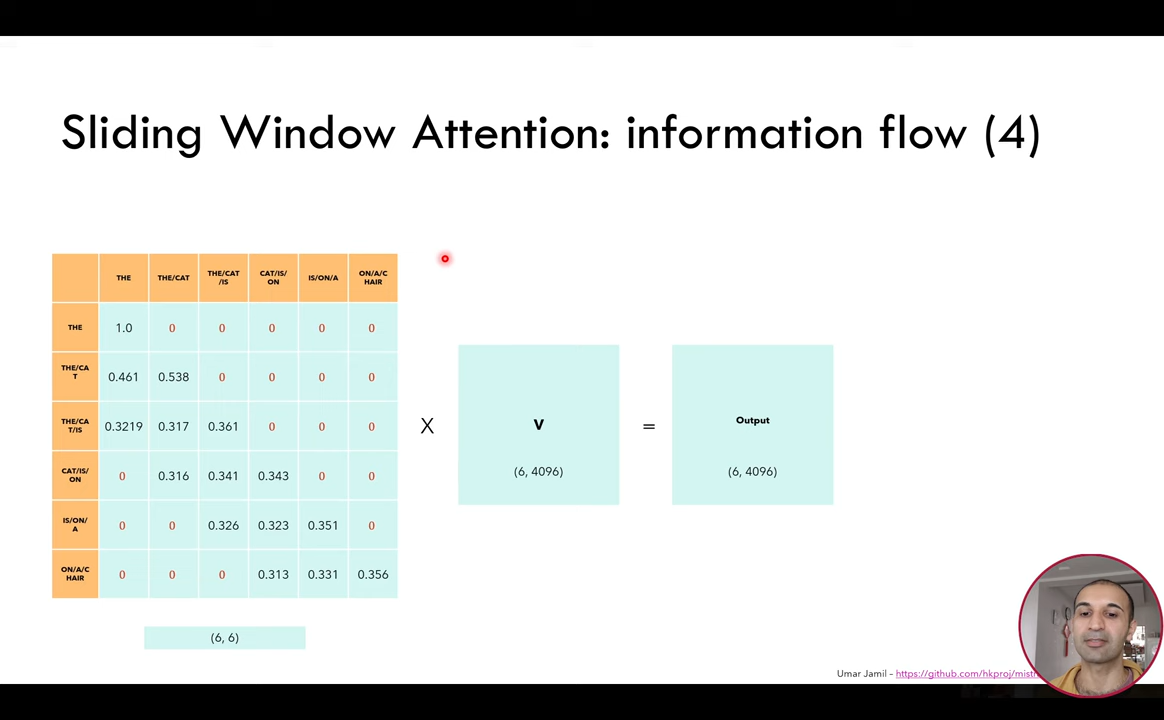 Sliding Window Attention: information flow (4)
THE THE/CAT THE/CAT CAT/IS/ IS/ON/A ON/A/C
/IS ON HAIR
THE 1.0 0 0 0 0 0
THE/CA
T 0.461 0.538 0 0 0 0
THE/CA
T/IS 0.3219 0.317 0.361 0 0 0
CAT/IS/
ON 0 0.316 0.341 0.343 0 0
IS/ON/
A 0 0 0.326 0.323 0.351 0
ON/A/C
HAIR 0 0 0 0.313 0.331 0.356
(6, 6)
X
V
(6, 4096)
=
Output
(6, 4096)
Umar Jamil – https://github.com/hkproj/mistr